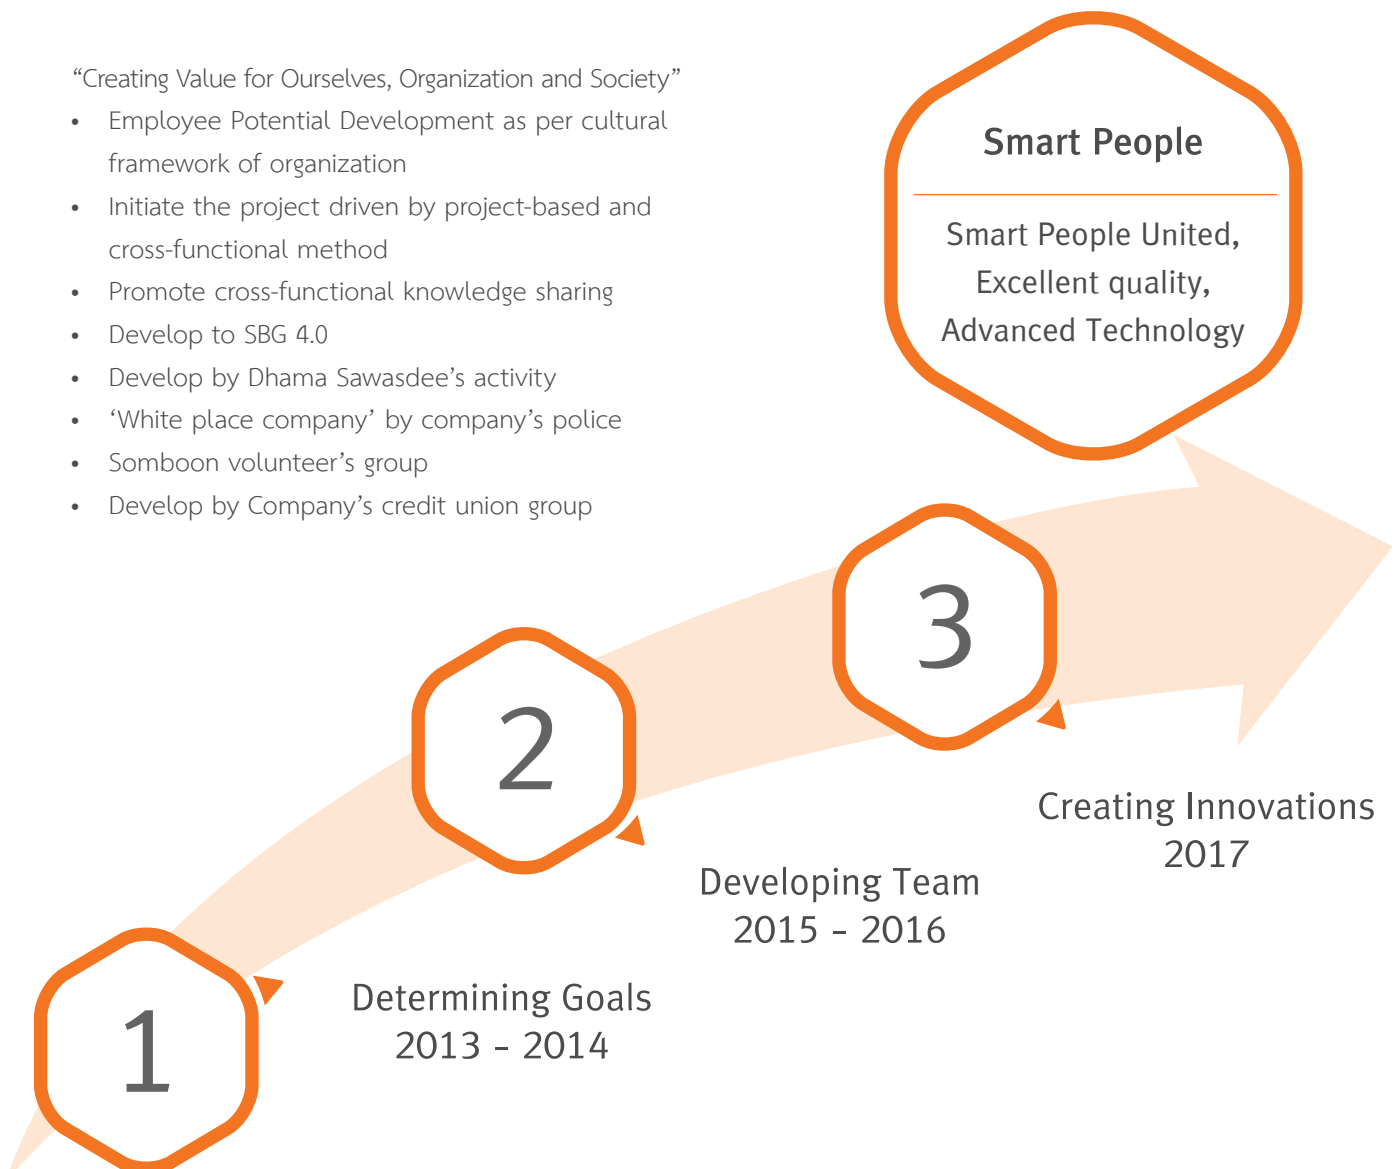 “Creating Value for Ourselves, Organization and Society”
• Employee Potential Development as per cultural
framework of organization
• Initiate the project driven by project-based and
cross-functional method
• Promote cross-functional knowledge sharing
• Develop to SBG 4.0
• Develop by Dhama Sawasdee’s activity
• ‘White place company’ by company’s police
• Somboon volunteer’s group
• Develop by Company’s credit union group
Smart People
Smart People United,
Excellent quality,
Advanced Technology
3
Creating Innovations
2017
2
Developing Team
2015 – 2016
1
Determining Goals
2013 – 2014